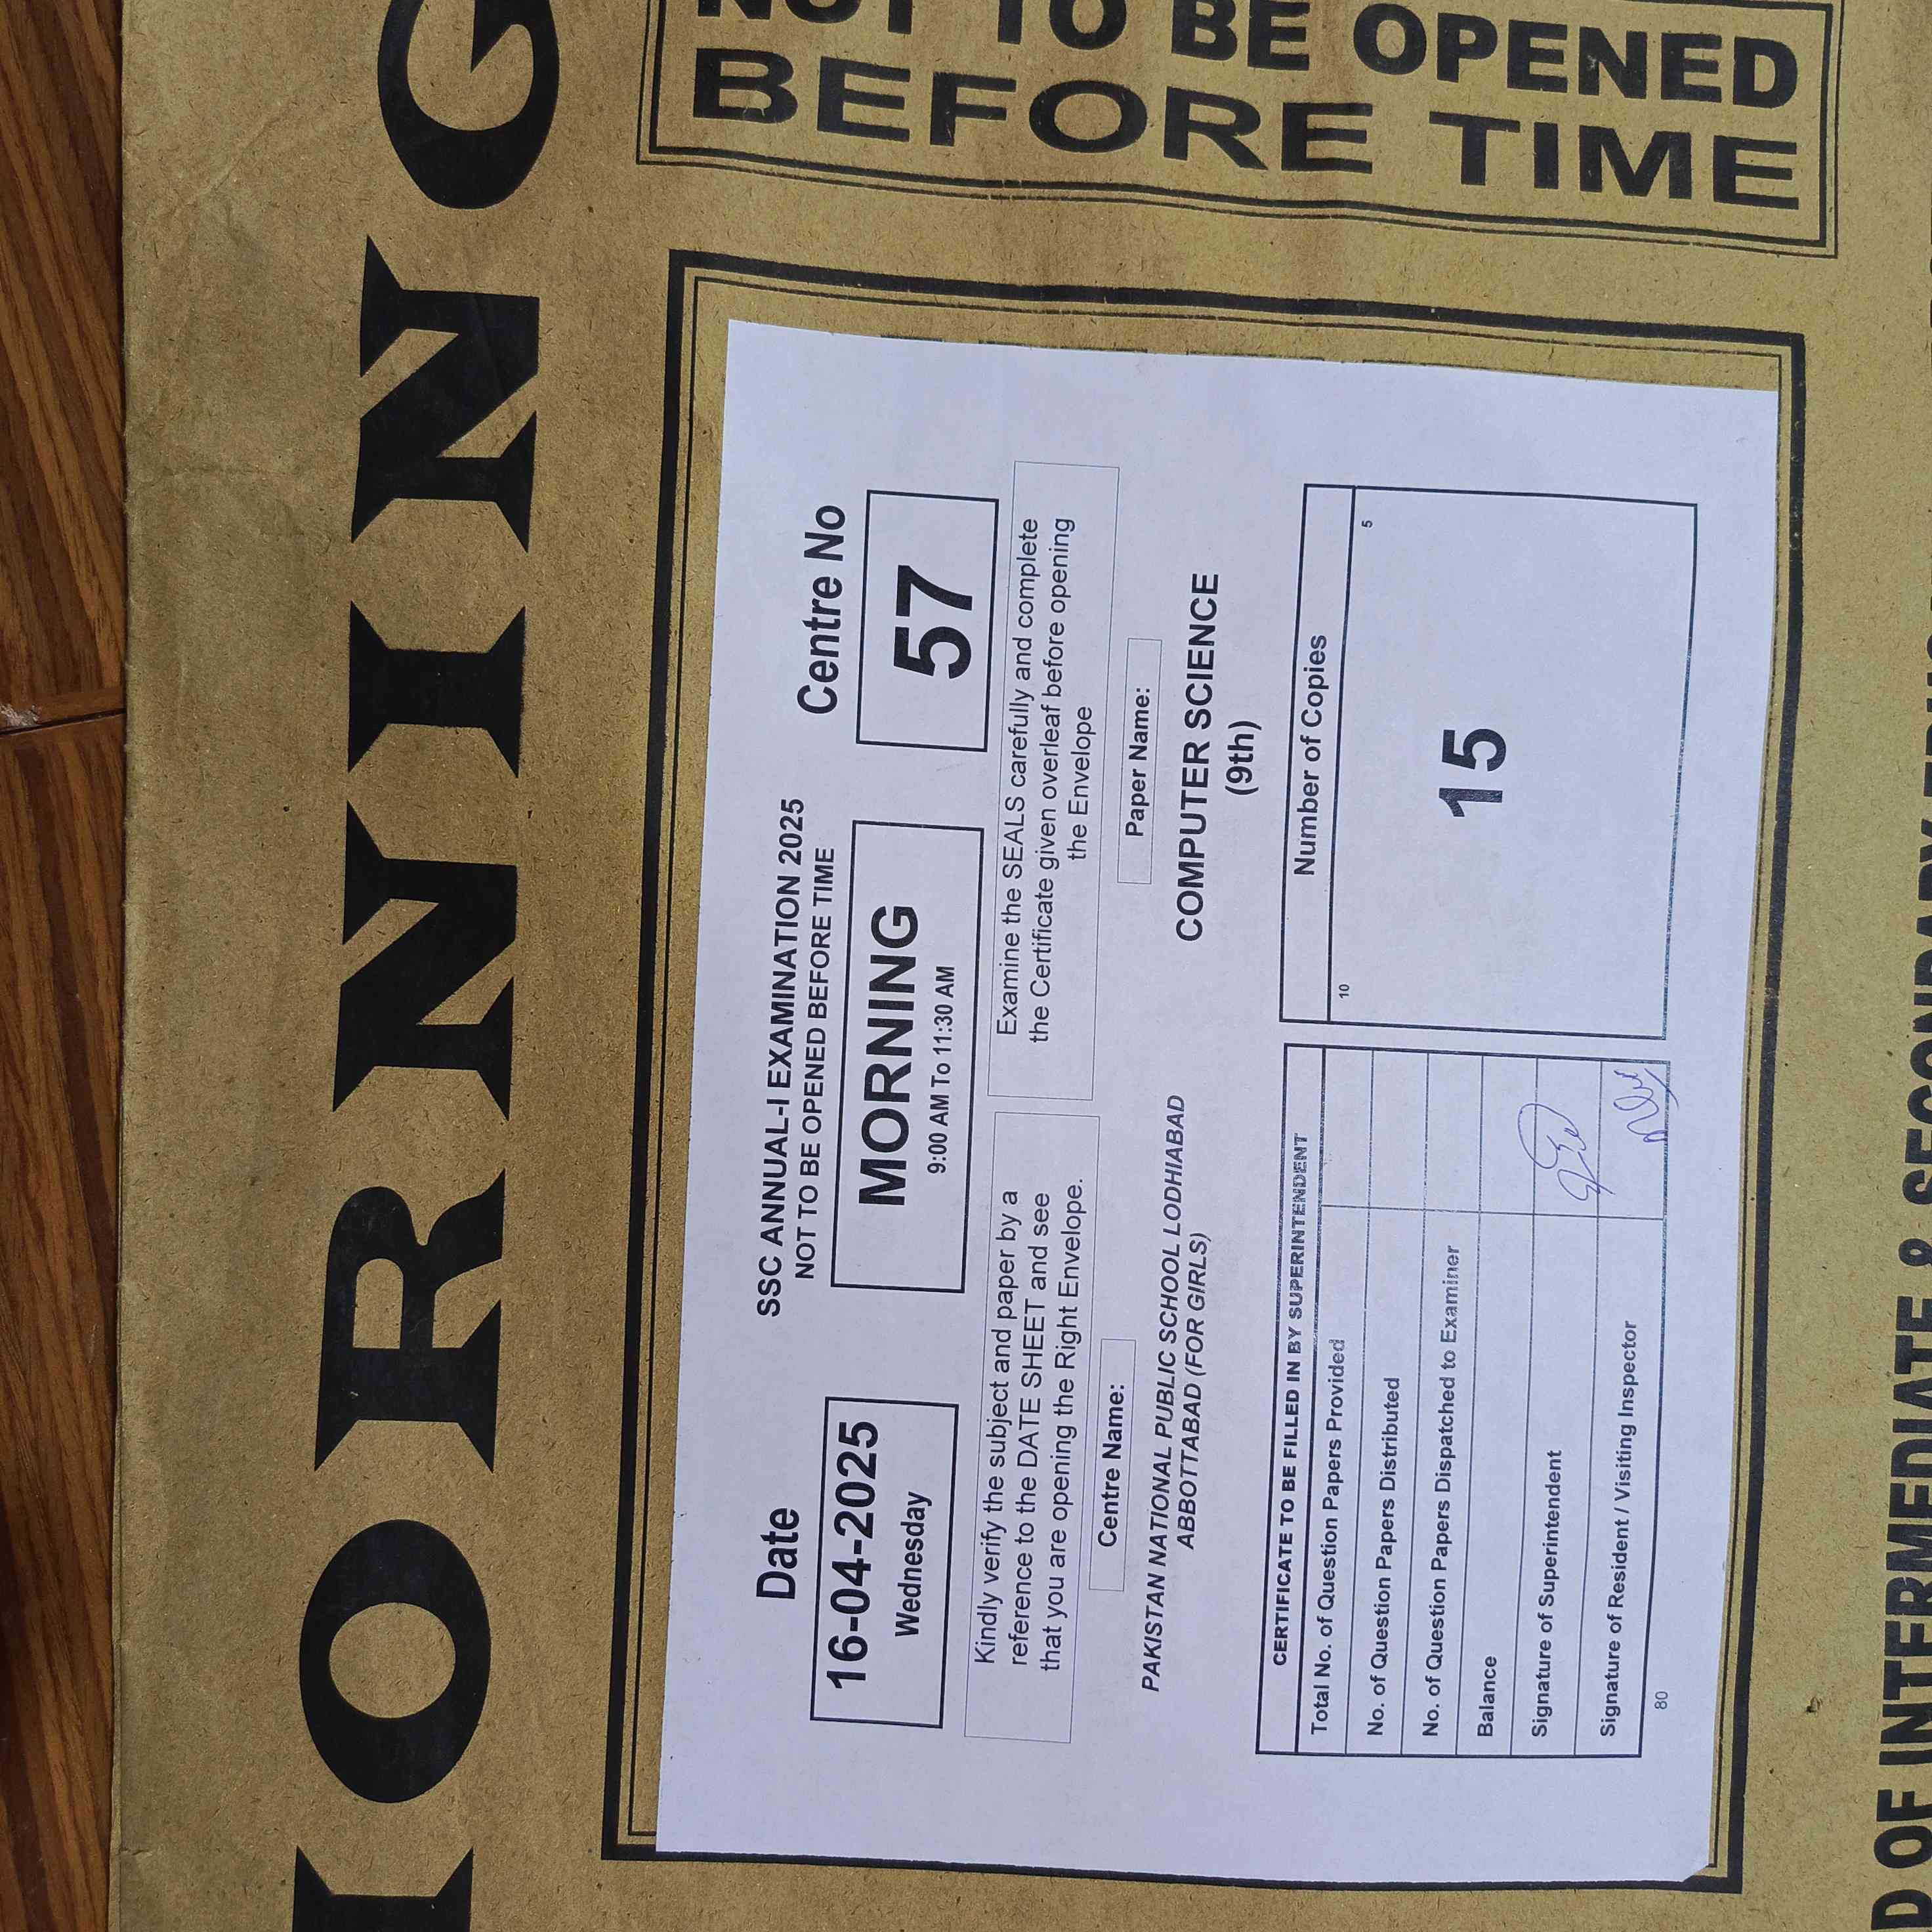 MORNING
NOT TO BE OPENED
BEFORE TIME
SSC ANNUAL-I EXAMINATION 2025
NOT TO BE OPENED BEFORE TIME
Date
16-04-2025
Wednesday
MORNING
9:00 AM To 11:30 AM
Centre No
57
Kindly verify the subject and paper by a
reference to the DATE SHEET and see
that you are opening the Right Envelope.
Examine the SEALS carefully and complete
the Certificate given overleaf before opening
the Envelope
Centre Name:
PAKISTAN NATIONAL PUBLIC SCHOOL LODHIABAD
ABBOTTABAD (FOR GIRLS)
Paper Name:
COMPUTER SCIENCE
(9th)
CERTIFICATE TO BE FILLED IN BY SUPERINTENDENT
Total No. of Question Papers Provided
No. of Question Papers Distributed
No. of Question Papers Dispatched to Examiner
Balance
Signature of Superintendent
Signature of Resident / Visiting Inspector
80
Number of Copies
10 5
15
OF INTERMEDIATE & SECONDARY